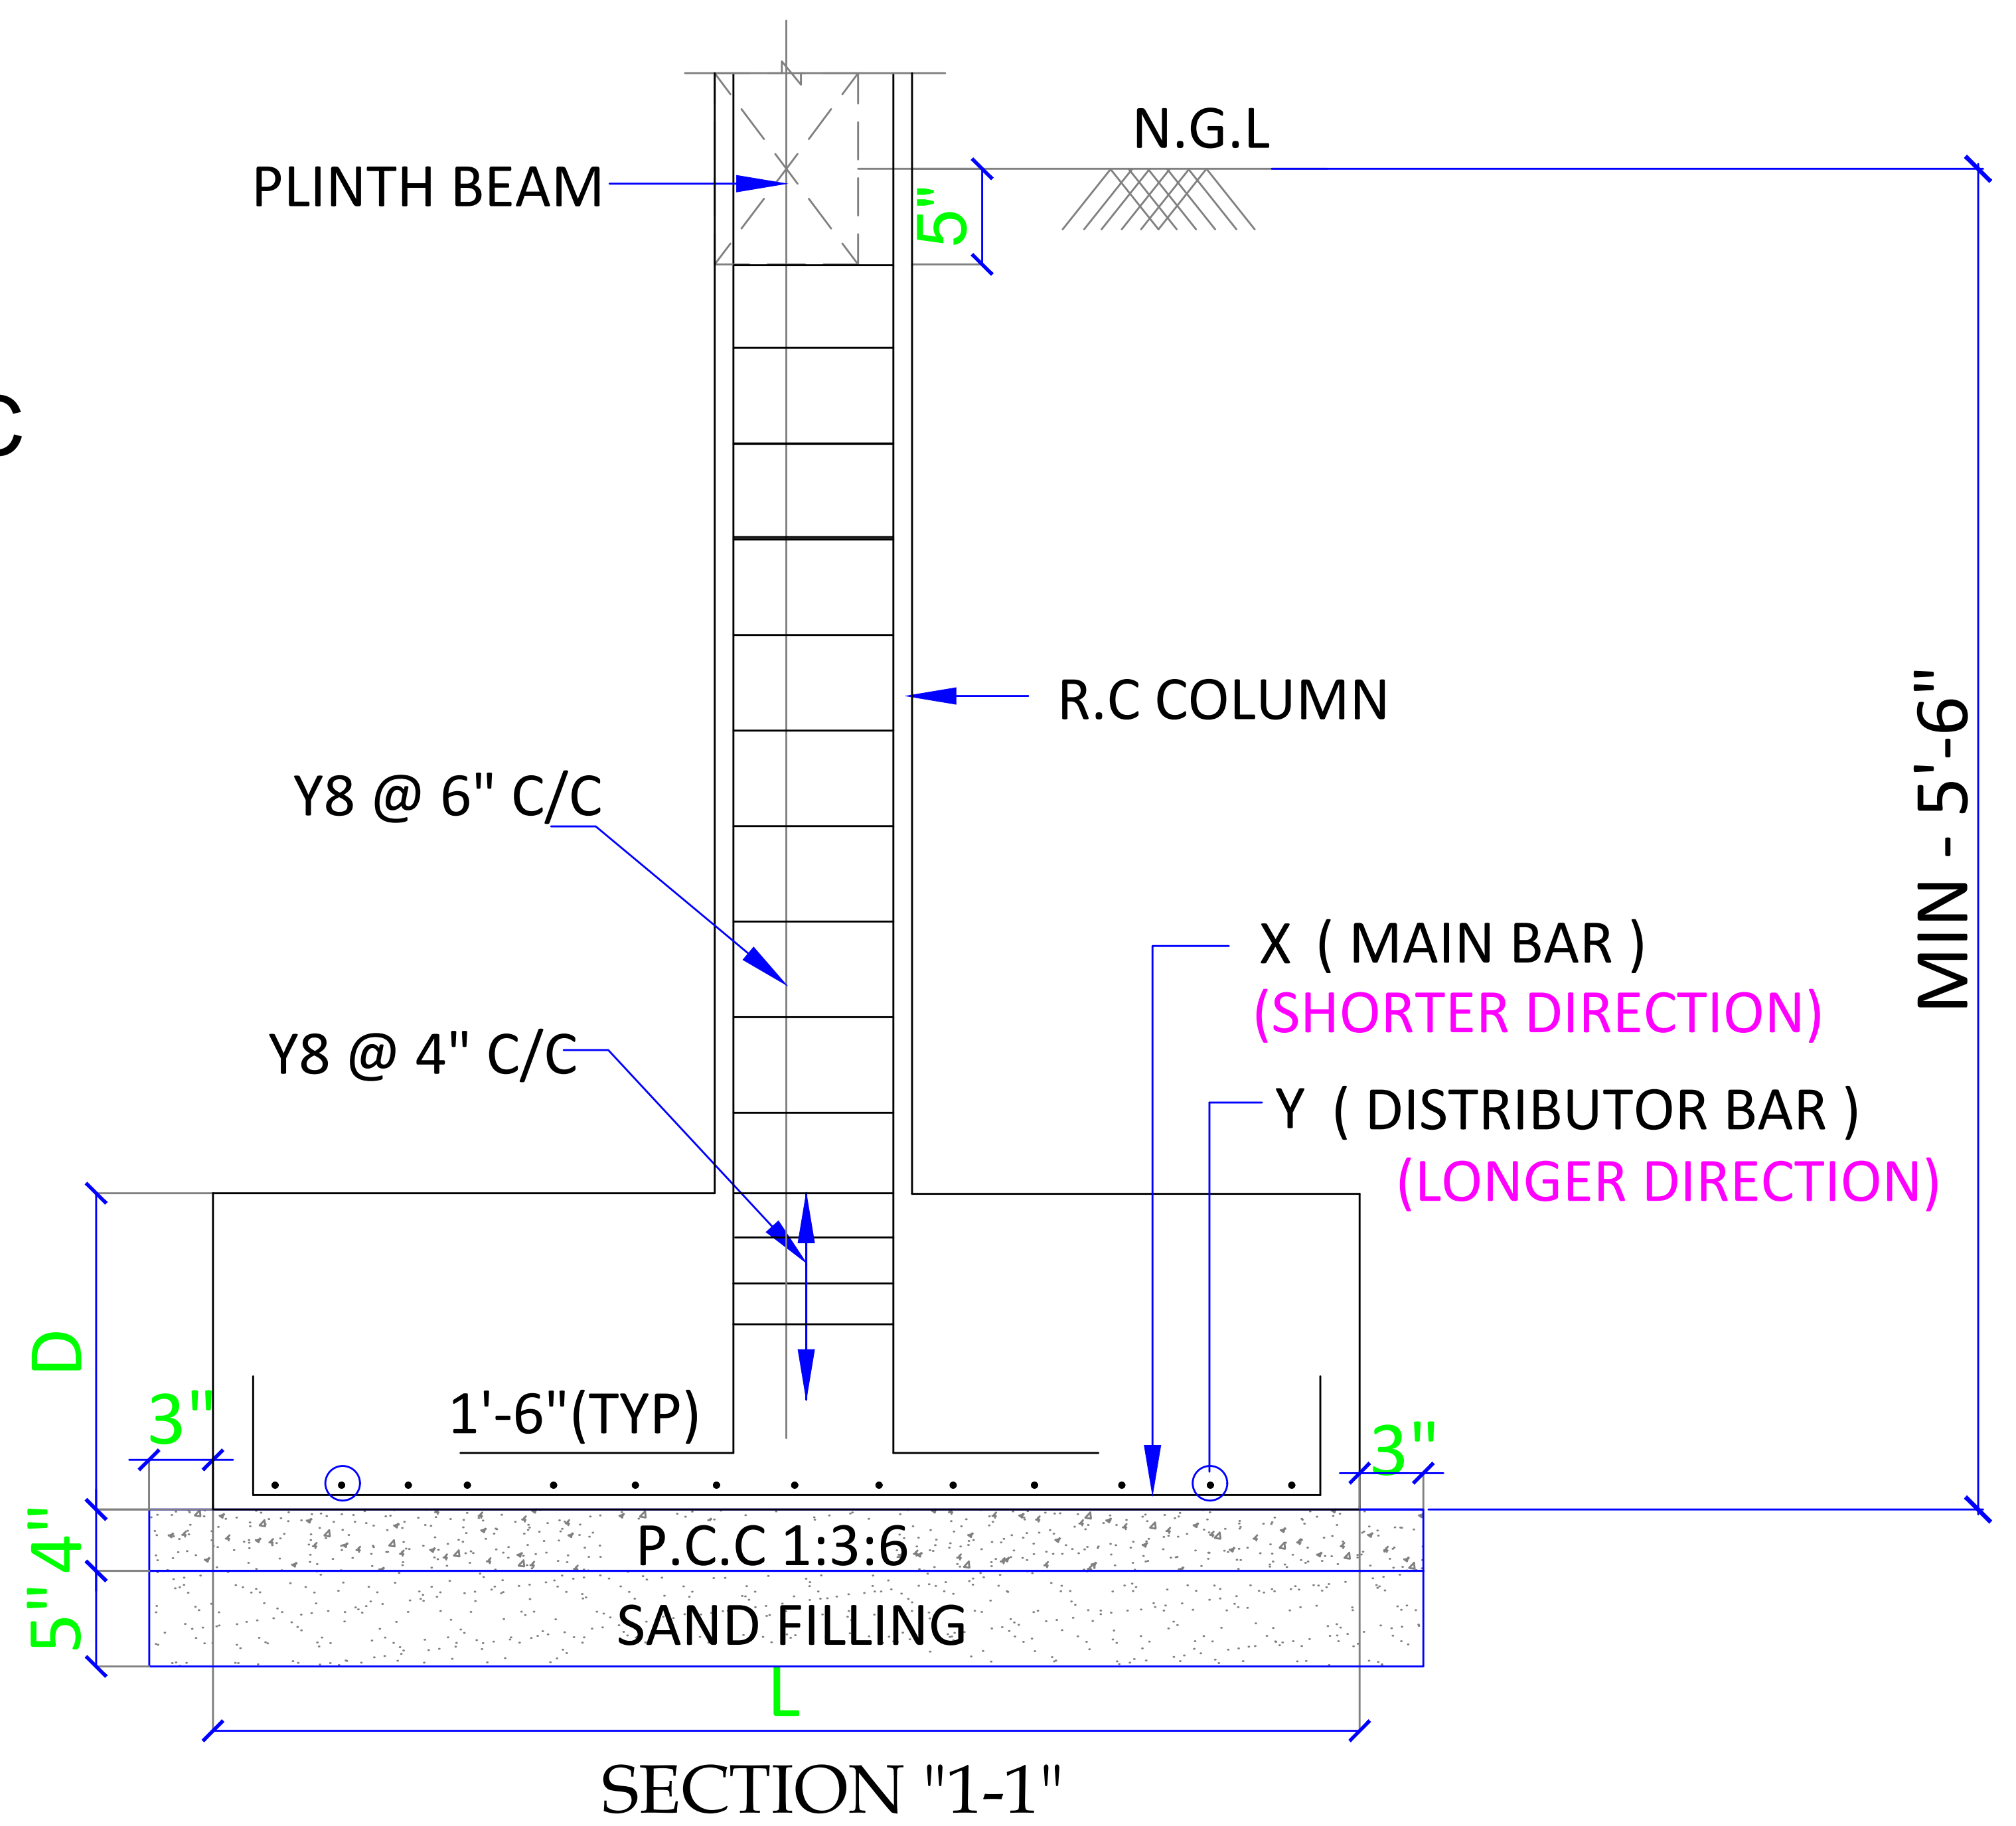 N.G.L
PLINTH BEAM
5"
C
R.C COLUMN
MIN - 5'-6"
Y8 @ 6" C/C
X ( MAIN BAR )
(SHORTER DIRECTION)
Y8 @ 4" C/C
Y ( DISTRIBUTOR BAR )
(LONGER DIRECTION)
D
3"
1'-6"(TYP)
3"
4"
P.C.C 1:3:6
5"
SAND FILLING
L
SECTION "1-1"